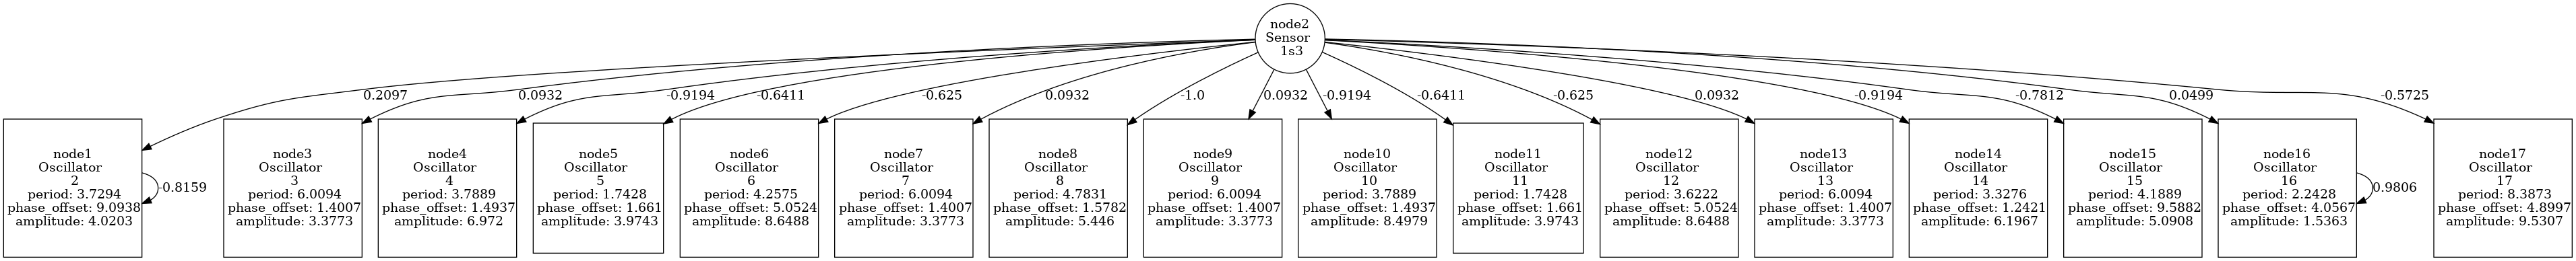 node2
Sensor
1s3
0.2097
0.0932
-0.9194
-0.6411
-0.625
0.0932
-1.0
0.0932
-0.9194
-0.6411
-0.625
0.0932
-0.9194
-0.7812
0.0499
-0.5725
node1
Oscillator
2
period: 3.7294
phase_offset: 9.0938
amplitude: 4.0203
-0.8159
node3
Oscillator
3
period: 6.0094
phase_offset: 1.4007
amplitude: 3.3773
node4
Oscillator
4
period: 3.7889
phase_offset: 1.4937
amplitude: 6.972
node5
Oscillator
5
period: 1.7428
phase_offset: 1.661
amplitude: 3.9743
node6
Oscillator
6
period: 4.2575
phase_offset: 5.0524
amplitude: 8.6488
node7
Oscillator
7
period: 6.0094
phase_offset: 1.4007
amplitude: 3.3773
node8
Oscillator
8
period: 4.7831
phase_offset: 1.5782
amplitude: 5.446
node9
Oscillator
9
period: 6.0094
phase_offset: 1.4007
amplitude: 3.3773
node10
Oscillator
10
period: 3.7889
phase_offset: 1.4937
amplitude: 8.4979
node11
Oscillator
11
period: 1.7428
phase_offset: 1.661
amplitude: 3.9743
node12
Oscillator
12
period: 3.6222
phase_offset: 5.0524
amplitude: 8.6488
node13
Oscillator
13
period: 6.0094
phase_offset: 1.4007
amplitude: 3.3773
node14
Oscillator
14
period: 3.3276
phase_offset: 1.2421
amplitude: 6.1967
node15
Oscillator
15
period: 4.1889
phase_offset: 9.5882
amplitude: 5.0908
node16
Oscillator
16
period: 2.2428
phase_offset: 4.0567
amplitude: 1.5363
0.9806
node17
Oscillator
17
period: 8.3873
phase_offset: 4.8997
amplitude: 9.5307